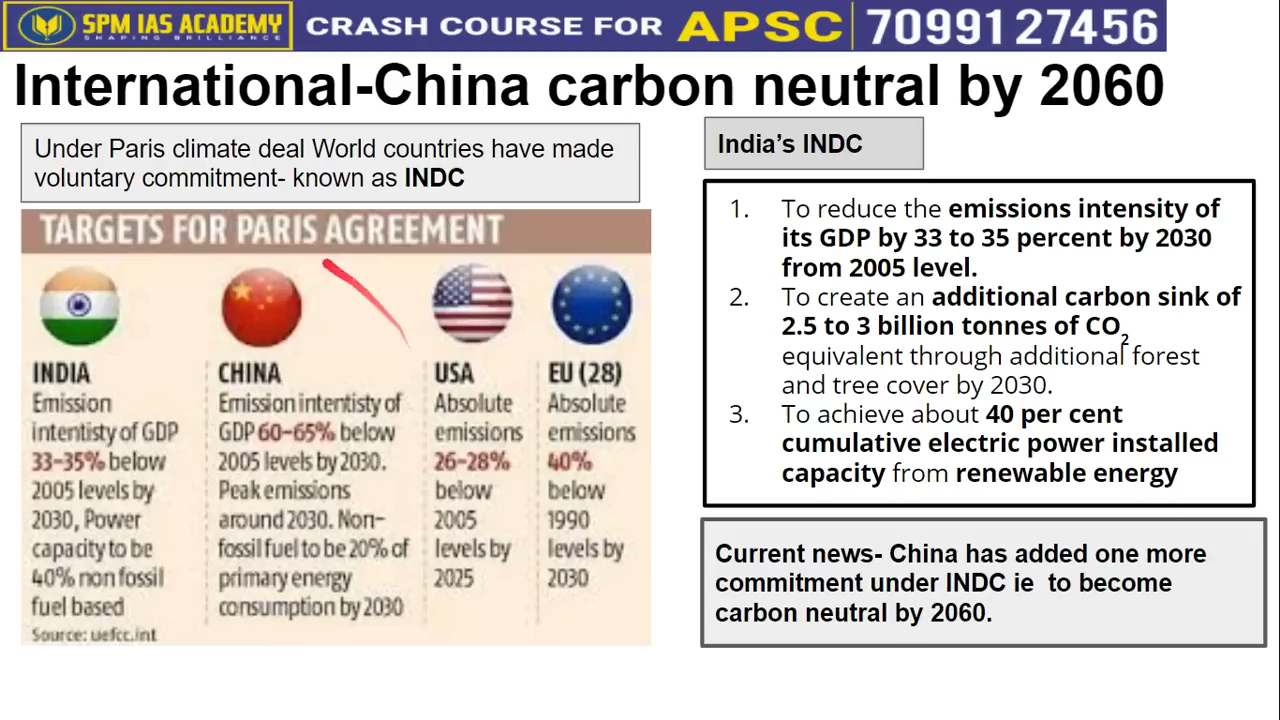 SPM IAS ACADEMY
SHAPING BRILLIANCE
CRASH COURSE FOR APSC 7099127456
International-China carbon neutral by 2060
Under Paris climate deal World countries have made
voluntary commitment- known as INDC
TARGETS FOR PARIS AGREEMENT
INDIA
Emission
intentisty of GDP
33-35% below
2005 levels by
2030, Power
capacity to be
40% non fossil
fuel based
CHINA
Emission intentisty of
GDP 60-65% below
2005 levels by 2030.
Peak emissions
around 2030. Non-
fossil fuel to be 20% of
primary energy
consumption by 2030
USA
Absolute
emissions
26-28%
below
2005
levels by
2025
EU (28)
Absolute
emissions
40%
below
1990
levels by
2030
Source: uefcc.int
India's INDC
1. To reduce the emissions intensity of
its GDP by 33 to 35 percent by 2030
from 2005 level.
2. To create an additional carbon sink of
2.5 to 3 billion tonnes of CO2
equivalent through additional forest
and tree cover by 2030.
3. To achieve about 40 per cent
cumulative electric power installed
capacity from renewable energy
Current news- China has added one more
commitment under INDC ie to become
carbon neutral by 2060.